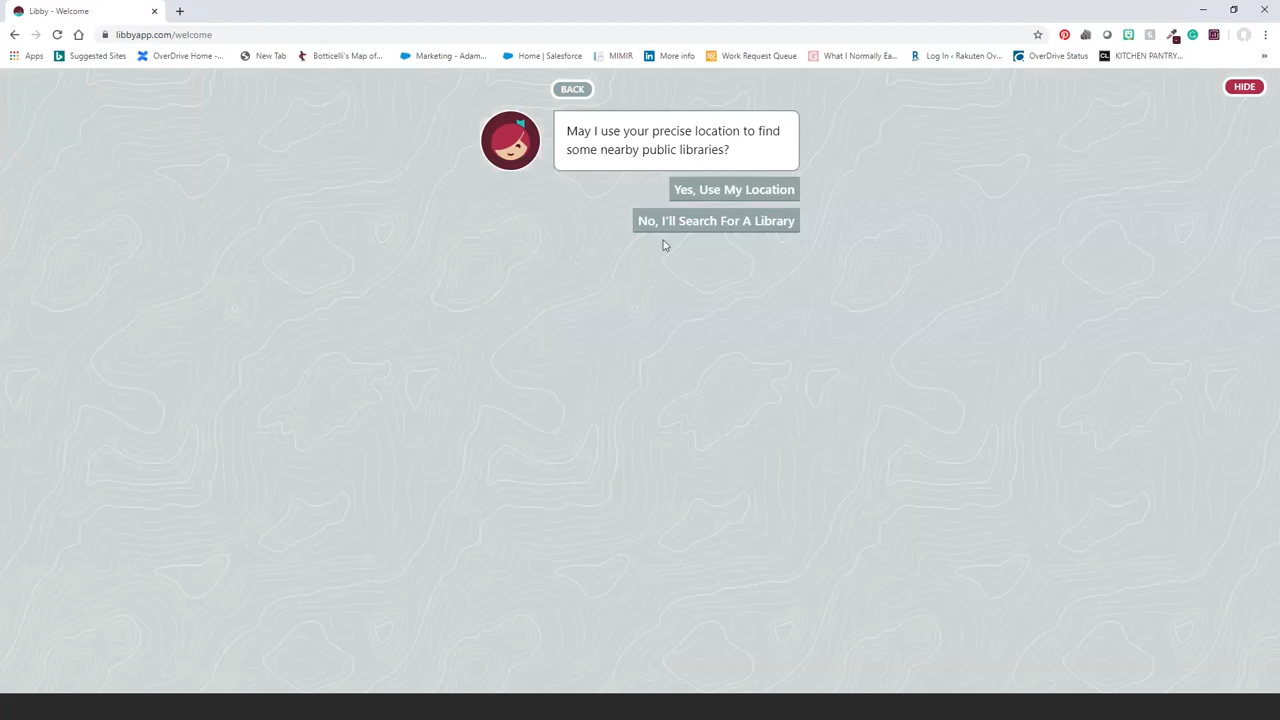 Libby - Welcome
libbyapp.com/welcome
Apps Suggested Sites OverDrive Home -... New Tab Botticelli's Map of... Marketing - Adam... Home | Salesforce MIMIR More info Work Request Queue What I Normally Ea... Log In ‹ Rakuten Ov... OverDrive Status KITCHEN PANTRY...
BACK
HIDE
May I use your precise location to find
some nearby public libraries?
Yes, Use My Location
No, I'll Search For A Library